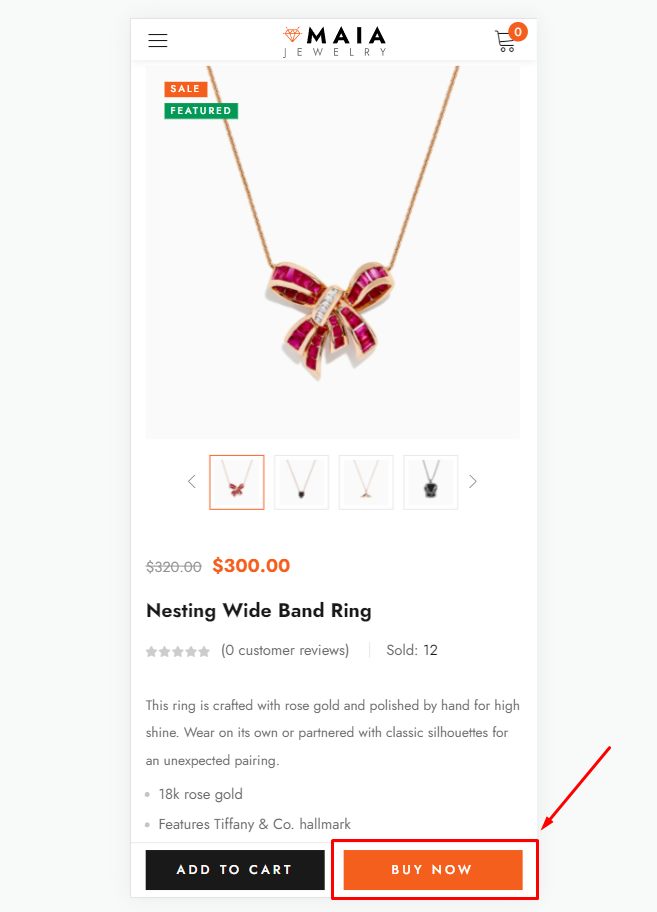 MAIA
JEWELRY
0
SALE
FEATURED
$320.00 $300.00
Nesting Wide Band Ring
(0 customer reviews) Sold: 12
This ring is crafted with rose gold and polished by hand for high
shine. Wear on its own or partnered with classic silhouettes for
an unexpected pairing.
18k rose gold
Features Tiffany & Co. hallmark
ADD TO CART BUY NOW